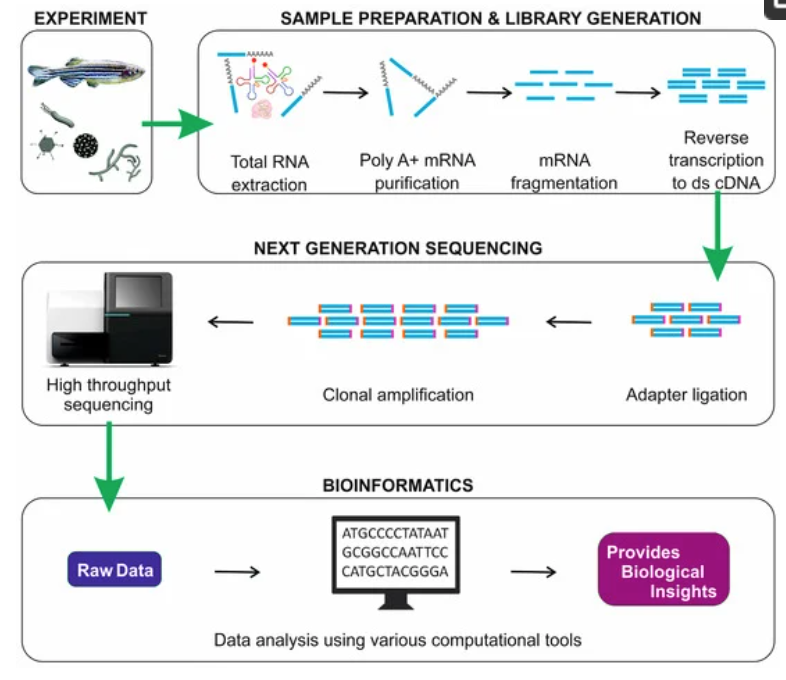 EXPERIMENT
SAMPLE PREPARATION & LIBRARY GENERATION
AAAAAA
Total RNA
extraction
Poly A+ mRNA
purification
mRNA
fragmentation
Reverse
transcription
to ds cDNA
NEXT GENERATION SEQUENCING
High throughput
sequencing
Clonal amplification
Adapter ligation
BIOINFORMATICS
Raw Data
ATGCCCCTATAAT
GCGGCCAATTCC
CATGCTACGGGA
Provides
Biological
Insights
Data analysis using various computational tools